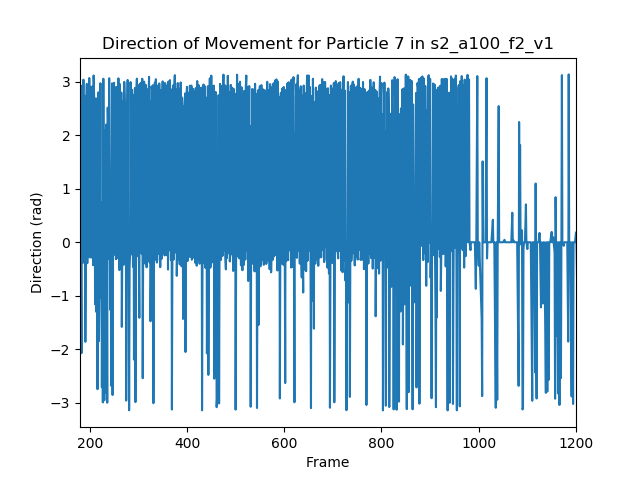 Direction of Movement for Particle 7 in s2_a100_f2_v1
3
2
1
0
−1
−2
−3
Direction (rad)
200 400 600 800 1000 1200
Frame